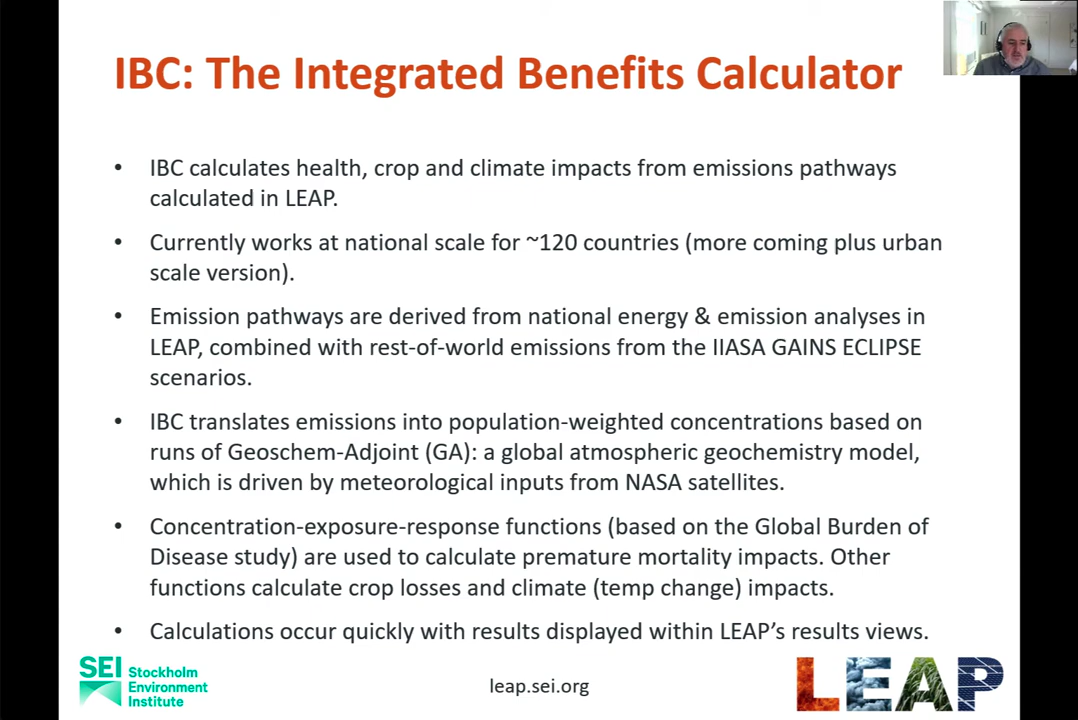 IBC: The Integrated Benefits Calculator
• IBC calculates health, crop and climate impacts from emissions pathways
calculated in LEAP.
• Currently works at national scale for ~120 countries (more coming plus urban
scale version).
• Emission pathways are derived from national energy & emission analyses in
LEAP, combined with rest-of-world emissions from the IIASA GAINS ECLIPSE
scenarios.
• IBC translates emissions into population-weighted concentrations based on
runs of Geoschem-Adjoint (GA): a global atmospheric geochemistry model,
which is driven by meteorological inputs from NASA satellites.
• Concentration-exposure-response functions (based on the Global Burden of
Disease study) are used to calculate premature mortality impacts. Other
functions calculate crop losses and climate (temp change) impacts.
• Calculations occur quickly with results displayed within LEAP’s results views.
SEI Stockholm
Environment
Institute
leap.sei.org
LEAP